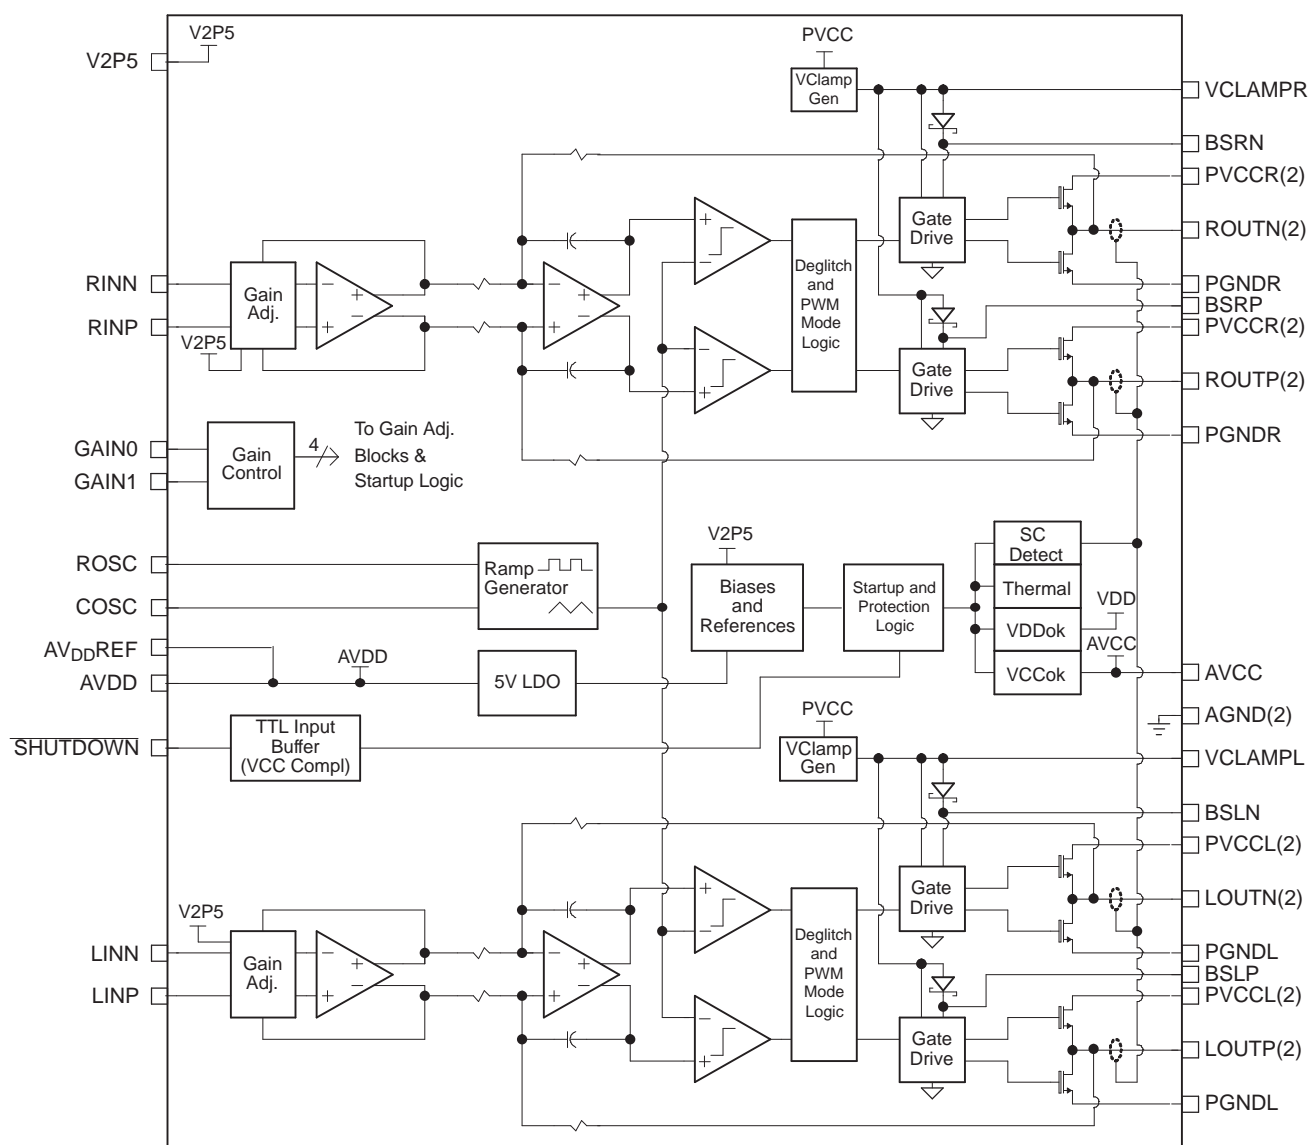 V2P5
V2P5
PVCC
VClamp
Gen
VCLAMPR
BSRN
PVCCR(2)
Gate
Drive
ROUTN(2)
+
−
Deglitch
and
PWM
Mode
Logic
RINN
Gain
Adj.
−
+
−
+
PGNDR
BSRP
RINP
V2P5
−
+
+
−
−
+
PVCCR(2)
Gate
Drive
ROUTP(2)
PGNDR
GAIN0
GAIN1
Gain
Control
4
To Gain Adj.
Blocks &
Startup Logic
ROSC
COSC
Ramp
Generator
V2P5
Biases
and
References
Startup and
Protection
Logic
SC
Detect
Thermal
VDDok
VCCok
VDD
AVCC
AVDDREF
AVDD
AVDD
5V LDO
AVCC
AGND(2)
SHUTDOWN
TTL Input
Buffer
(VCC Compl)
PVCC
VClamp
Gen
VCLAMPL
BSLN
PVCCL(2)
Gate
Drive
LOUTN(2)
+
−
Deglitch
and
PWM
Mode
Logic
V2P5
LINN
Gain
Adj.
−
+
−
+
PGNDL
BSLP
LINP
−
+
+
−
−
+
PVCCL(2)
Gate
Drive
LOUTP(2)
PGNDL